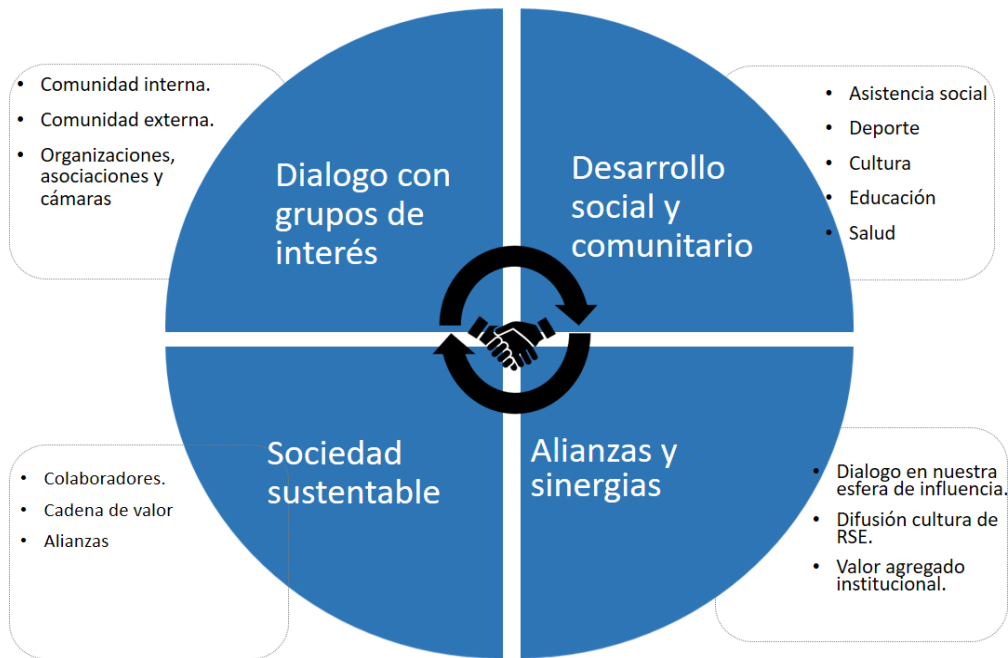 • Comunidad interna.
• Comunidad externa.
• Organizaciones,
asociaciones y
cámaras
Dialogo con
grupos de
interés
Desarrollo
social y
comunitario
• Asistencia social
• Deporte
• Cultura
• Educación
• Salud
• Colaboradores.
• Cadena de valor
• Alianzas
Sociedad
sustentable
Alianzas y
sinergias
• Dialogo en nuestra
esfera de influencia.
• Difusión cultura de
RSE.
• Valor agregado
institucional.